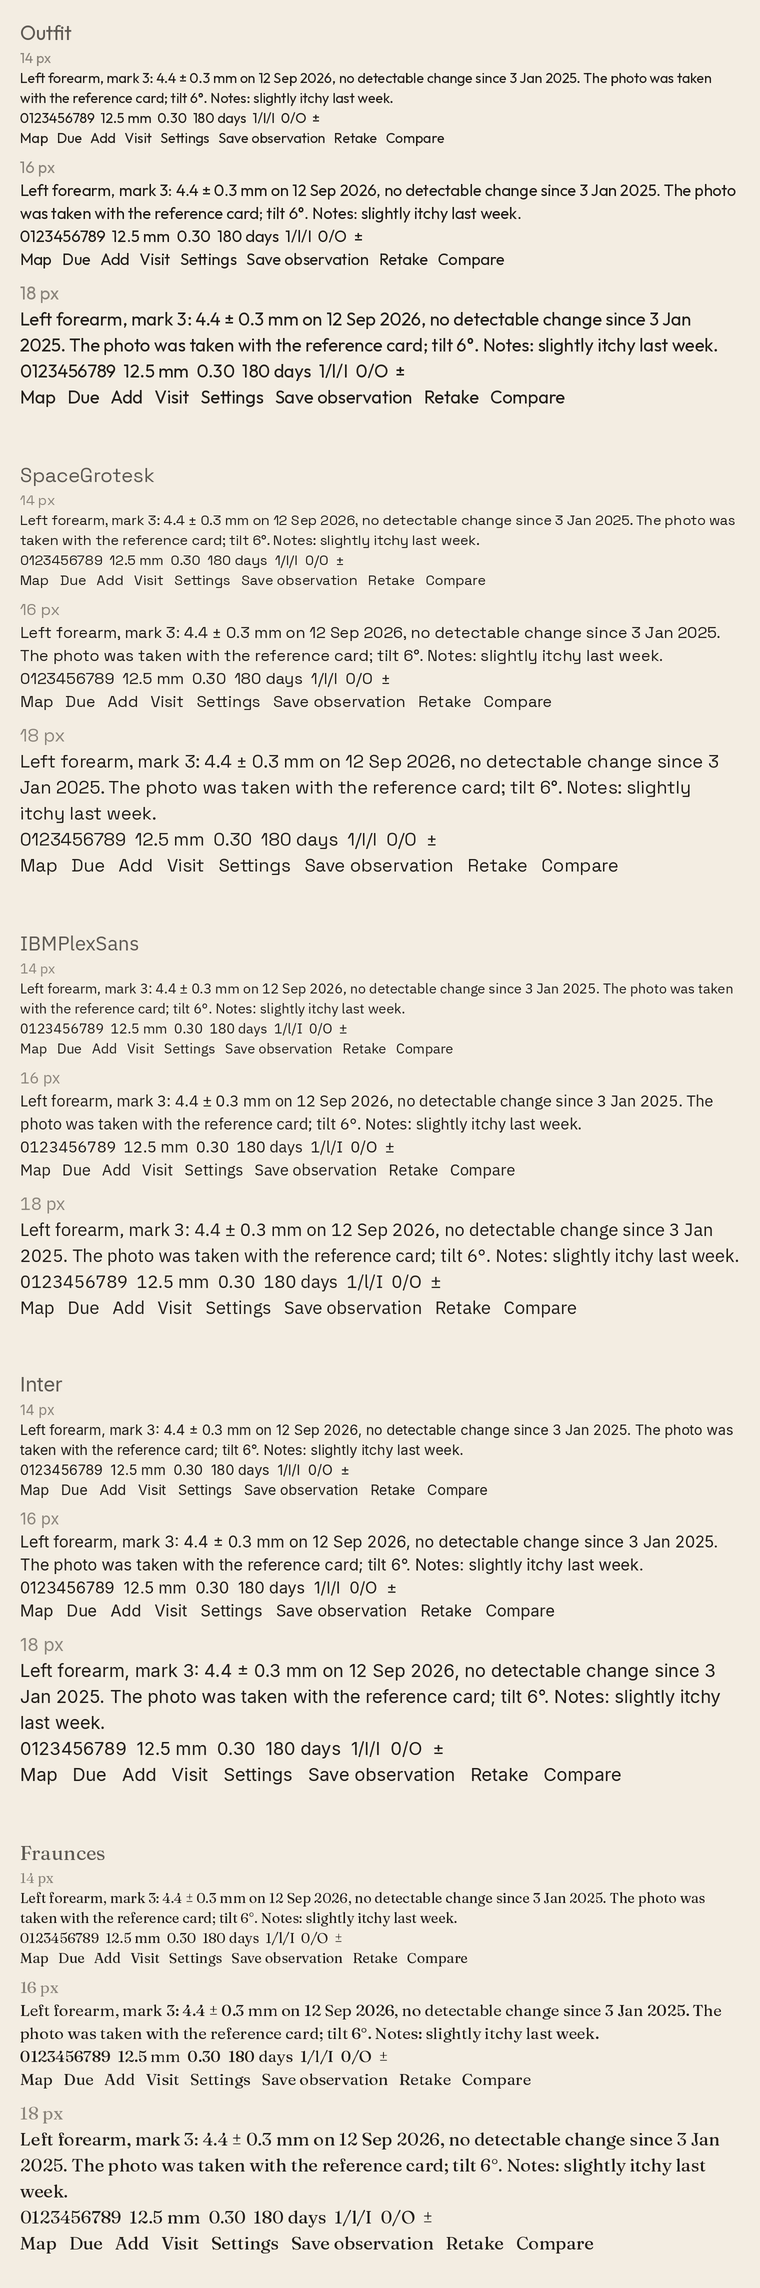 Outfit
14 px
Left forearm, mark 3: 4.4 ± 0.3 mm on 12 Sep 2026, no detectable change since 3 Jan 2025. The photo was taken
with the reference card; tilt 6°. Notes: slightly itchy last week.
0123456789 12.5 mm 0.30 180 days 1/l/I 0/O ±
Map Due Add Visit Settings Save observation Retake Compare
16 px
Left forearm, mark 3: 4.4 ± 0.3 mm on 12 Sep 2026, no detectable change since 3 Jan 2025. The photo
was taken with the reference card; tilt 6°. Notes: slightly itchy last week.
0123456789 12.5 mm 0.30 180 days 1/l/I 0/O ±
Map Due Add Visit Settings Save observation Retake Compare
18 px
Left forearm, mark 3: 4.4 ± 0.3 mm on 12 Sep 2026, no detectable change since 3 Jan
2025. The photo was taken with the reference card; tilt 6°. Notes: slightly itchy last week.
0123456789 12.5 mm 0.30 180 days 1/l/I 0/O ±
Map Due Add Visit Settings Save observation Retake Compare
SpaceGrotesk
14 px
Left forearm, mark 3: 4.4 ± 0.3 mm on 12 Sep 2026, no detectable change since 3 Jan 2025. The photo was
taken with the reference card; tilt 6°. Notes: slightly itchy last week.
0123456789 12.5 mm 0.30 180 days 1/l/I 0/O ±
Map Due Add Visit Settings Save observation Retake Compare
16 px
Left forearm, mark 3: 4.4 ± 0.3 mm on 12 Sep 2026, no detectable change since 3 Jan 2025.
The photo was taken with the reference card; tilt 6°. Notes: slightly itchy last week.
0123456789 12.5 mm 0.30 180 days 1/l/I 0/O ±
Map Due Add Visit Settings Save observation Retake Compare
18 px
Left forearm, mark 3: 4.4 ± 0.3 mm on 12 Sep 2026, no detectable change since 3
Jan 2025. The photo was taken with the reference card; tilt 6°. Notes: slightly
itchy last week.
0123456789 12.5 mm 0.30 180 days 1/l/I 0/O ±
Map Due Add Visit Settings Save observation Retake Compare
IBMPlexSans
14 px
Left forearm, mark 3: 4.4 ± 0.3 mm on 12 Sep 2026, no detectable change since 3 Jan 2025. The photo was taken
with the reference card; tilt 6°. Notes: slightly itchy last week.
0123456789 12.5 mm 0.30 180 days 1/l/I 0/O ±
Map Due Add Visit Settings Save observation Retake Compare
16 px
Left forearm, mark 3: 4.4 ± 0.3 mm on 12 Sep 2026, no detectable change since 3 Jan 2025. The
photo was taken with the reference card; tilt 6°. Notes: slightly itchy last week.
0123456789 12.5 mm 0.30 180 days 1/l/I 0/O ±
Map Due Add Visit Settings Save observation Retake Compare
18 px
Left forearm, mark 3: 4.4 ± 0.3 mm on 12 Sep 2026, no detectable change since 3 Jan
2025. The photo was taken with the reference card; tilt 6°. Notes: slightly itchy last week.
0123456789 12.5 mm 0.30 180 days 1/l/I 0/O ±
Map Due Add Visit Settings Save observation Retake Compare
Inter
14 px
Left forearm, mark 3: 4.4 ± 0.3 mm on 12 Sep 2026, no detectable change since 3 Jan 2025. The photo was
taken with the reference card; tilt 6°. Notes: slightly itchy last week.
0123456789 12.5 mm 0.30 180 days 1/l/I 0/O ±
Map Due Add Visit Settings Save observation Retake Compare
16 px
Left forearm, mark 3: 4.4 ± 0.3 mm on 12 Sep 2026, no detectable change since 3 Jan 2025.
The photo was taken with the reference card; tilt 6°. Notes: slightly itchy last week.
0123456789 12.5 mm 0.30 180 days 1/l/I 0/O ±
Map Due Add Visit Settings Save observation Retake Compare
18 px
Left forearm, mark 3: 4.4 ± 0.3 mm on 12 Sep 2026, no detectable change since 3
Jan 2025. The photo was taken with the reference card; tilt 6°. Notes: slightly itchy
last week.
0123456789 12.5 mm 0.30 180 days 1/l/I 0/O ±
Map Due Add Visit Settings Save observation Retake Compare
Fraunces
14 px
Left forearm, mark 3: 4.4 ± 0.3 mm on 12 Sep 2026, no detectable change since 3 Jan 2025. The photo was
taken with the reference card; tilt 6°. Notes: slightly itchy last week.
0123456789 12.5 mm 0.30 180 days 1/l/I 0/O ±
Map Due Add Visit Settings Save observation Retake Compare
16 px
Left forearm, mark 3: 4.4 ± 0.3 mm on 12 Sep 2026, no detectable change since 3 Jan 2025. The
photo was taken with the reference card; tilt 6°. Notes: slightly itchy last week.
0123456789 12.5 mm 0.30 180 days 1/l/I 0/O ±
Map Due Add Visit Settings Save observation Retake Compare
18 px
Left forearm, mark 3: 4.4 ± 0.3 mm on 12 Sep 2026, no detectable change since 3 Jan
2025. The photo was taken with the reference card; tilt 6°. Notes: slightly itchy last
week.
0123456789 12.5 mm 0.30 180 days 1/l/I 0/O ±
Map Due Add Visit Settings Save observation Retake Compare